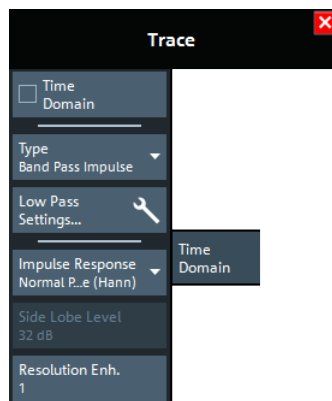 Trace
Time
Domain
Type
Band Pass Impulse
Low Pass
Settings...
Impulse Response
Normal P...e (Hann)
Side Lobe Level
32 dB
Resolution Enh.
1
Time
Domain